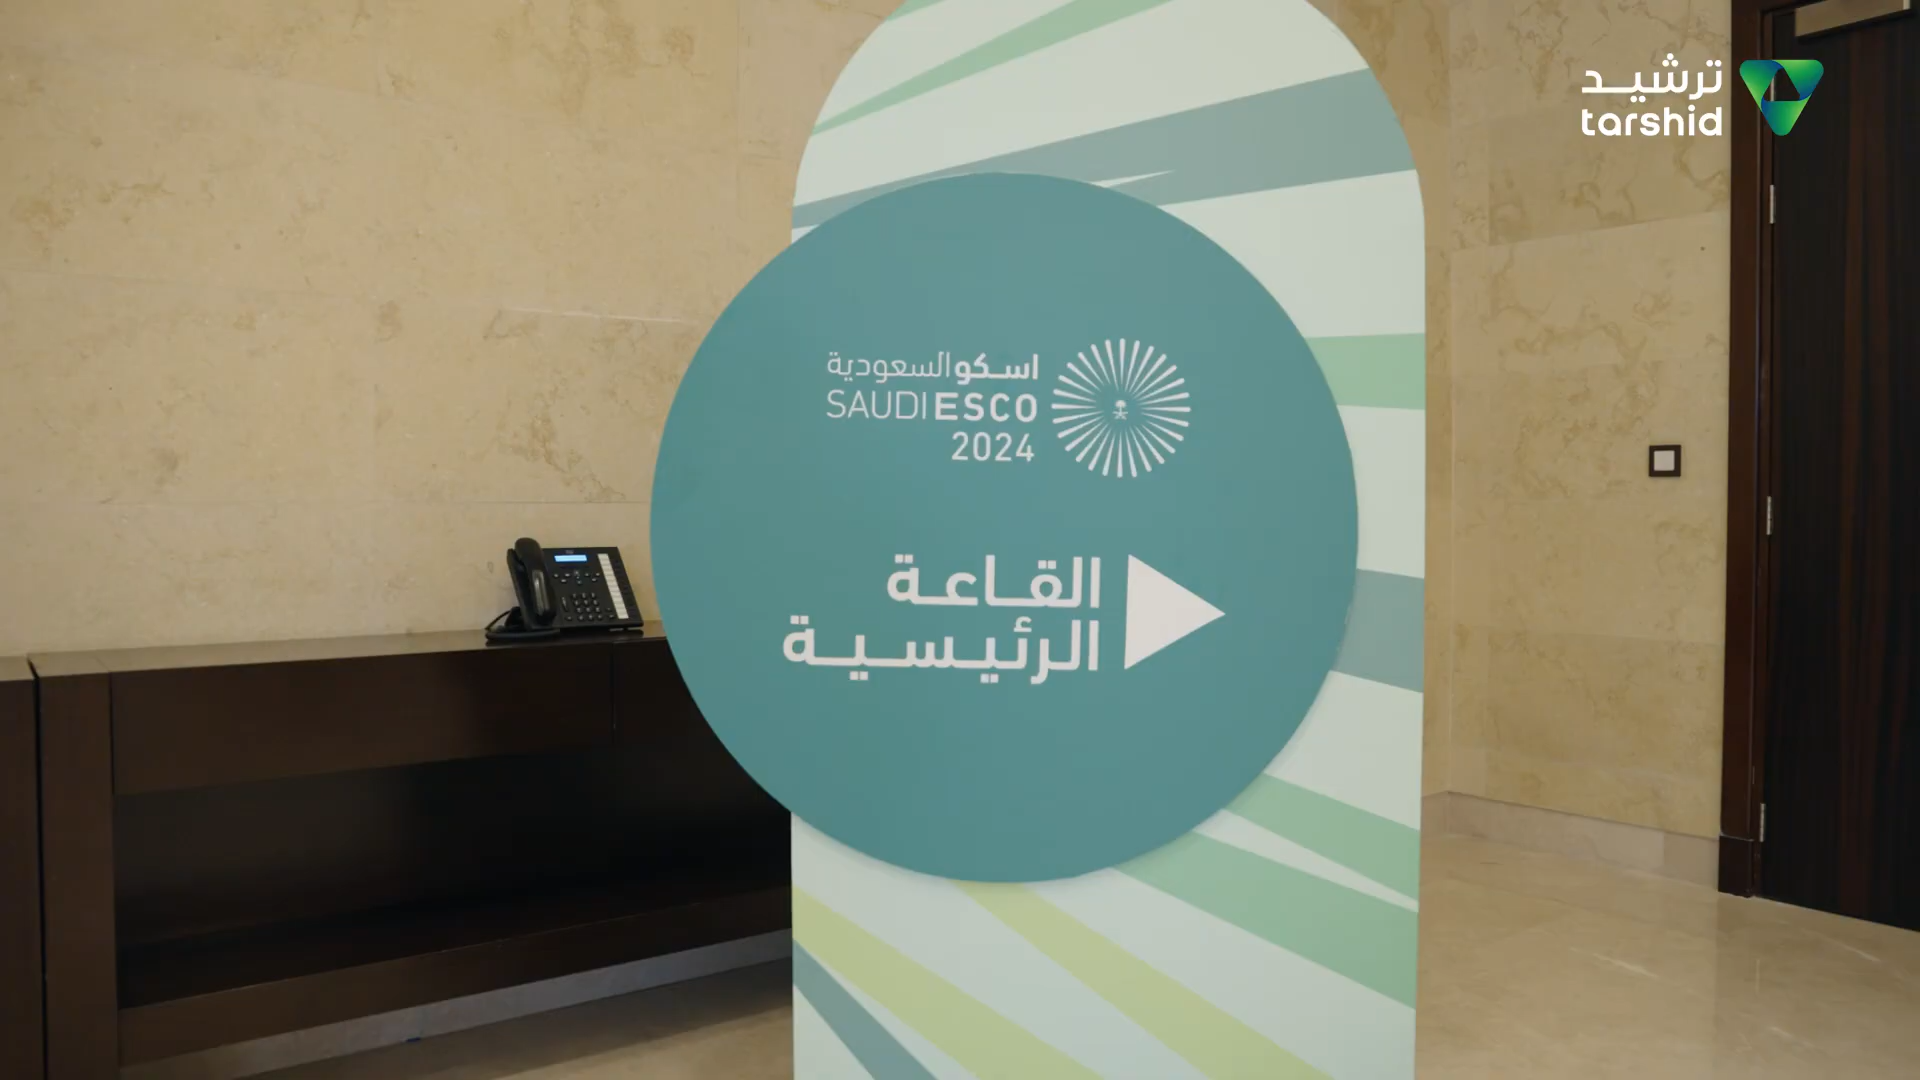 ترشيد
tarshid
اسكو السعودية
SAUDI ESCO
2024
القاعة
الرئيسية